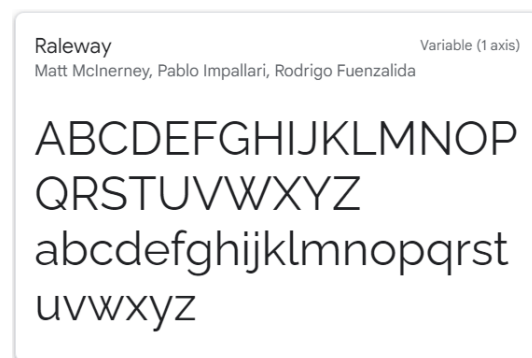 Raleway
Variable (1 axis)
Matt McInerney, Pablo Impallari, Rodrigo Fuenzalida
ABCDEFGHIJKLMNOP
QRSTUVWXYZ
abcdefghijklmnopqrst
uvwxyz